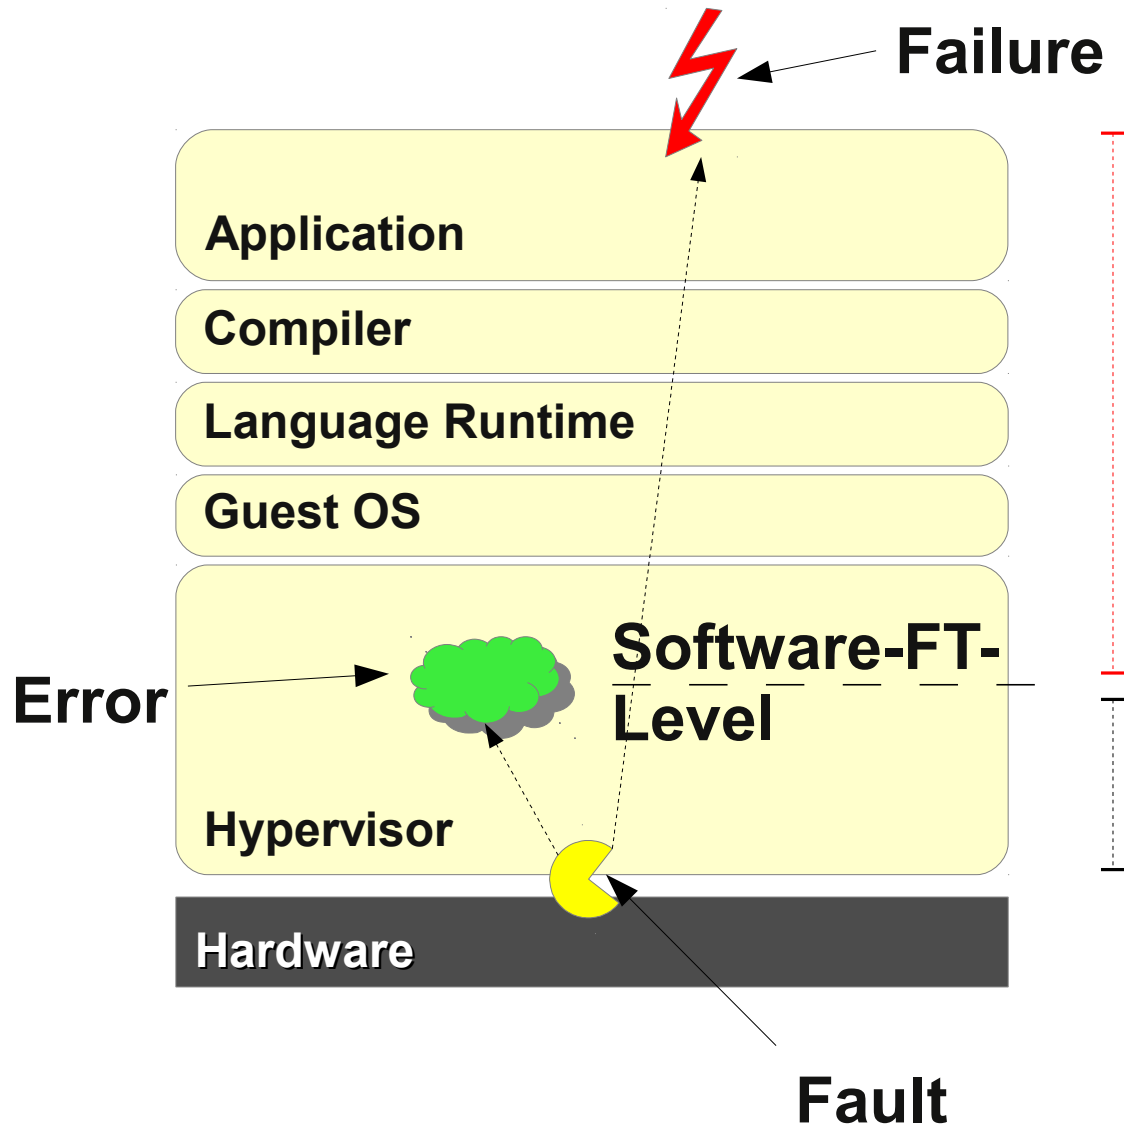 Failure
Application
Compiler
Language Runtime
Guest OS
Software-FT-
Level
Error
Hypervisor
Hardware
Fault